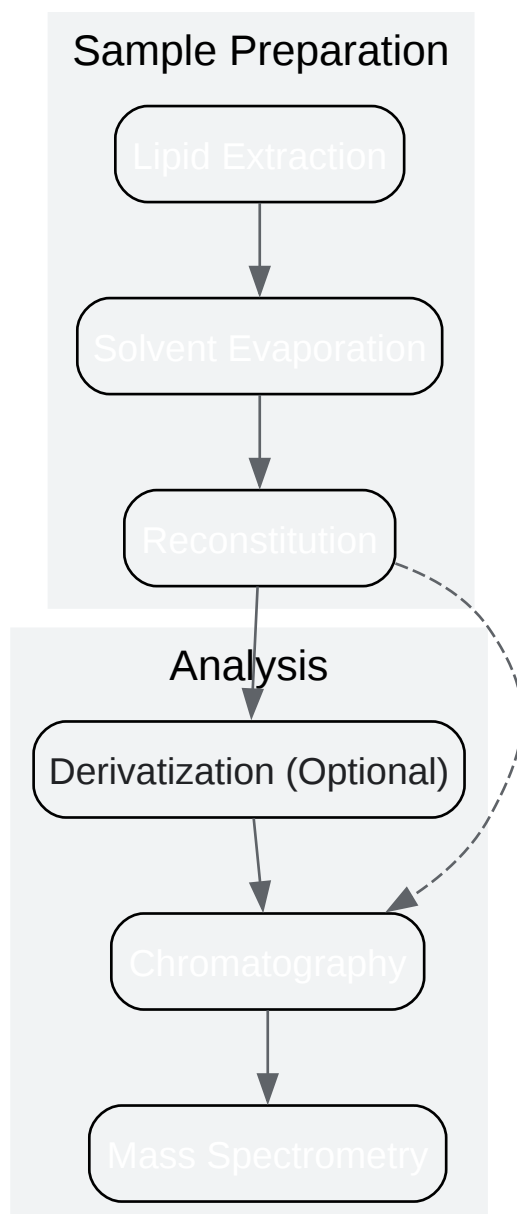 Sample Preparation
Lipid Extraction
Solvent Evaporation
Reconstitution
Analysis
Derivatization (Optional)
Chromatography
Mass Spectrometry